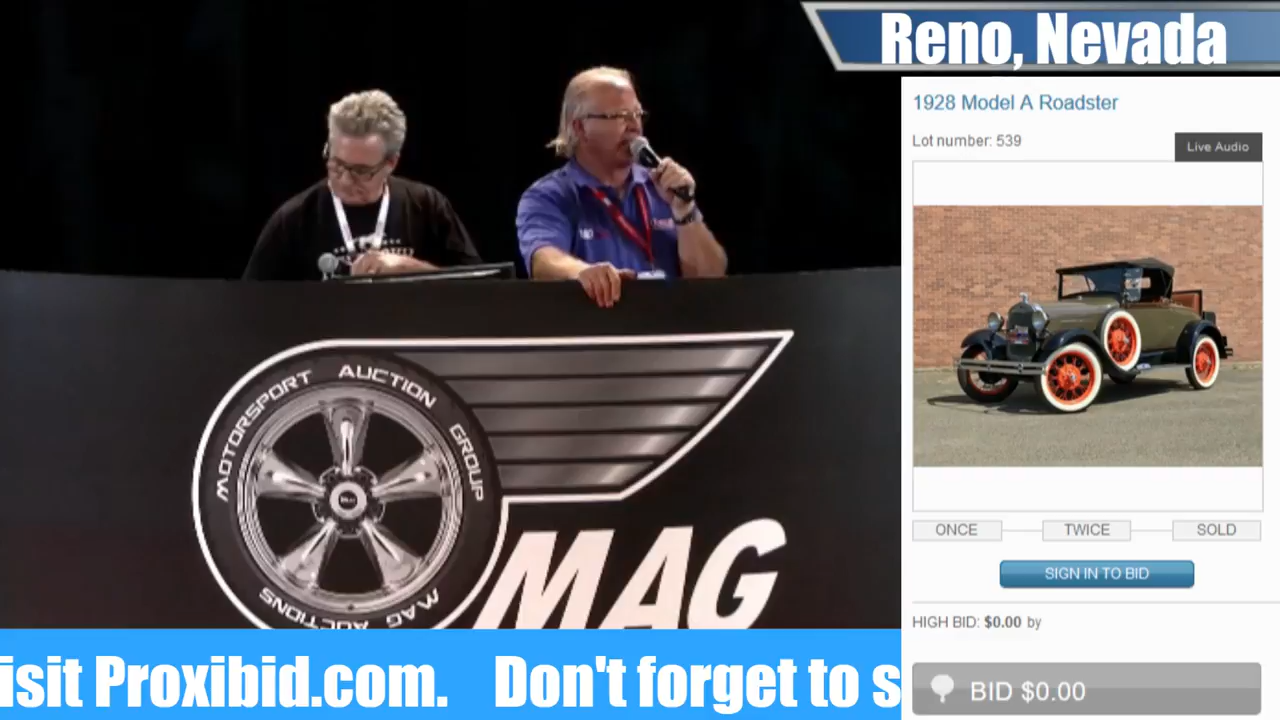 Reno, Nevada
1928 Model A Roadster
Lot number: 539
Live Audio
MOTORSPORT AUCTION GROUP
MAG AUCTIONS
MAG
ONCE
TWICE
SOLD
SIGN IN TO BID
HIGH BID: $0.00 by
BID $0.00
isit Proxibid.com. Don't forget to s